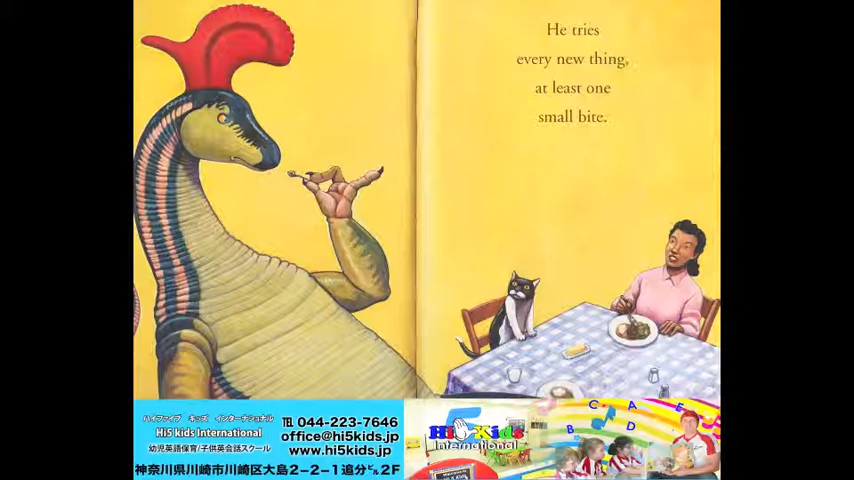 He tries
every new thing,
at least one
small bite.
ハイファイブ キッズ インターナショナル
Hi5 kids International
幼児英語保育/子供英会話スクール
TEL 044-223-7646
office@hi5kids.jp
www.hi5kids.jp
神奈川県川崎市川崎区大島2-2-1追分ビル2F
Hi5 Kids
International
B C D A E